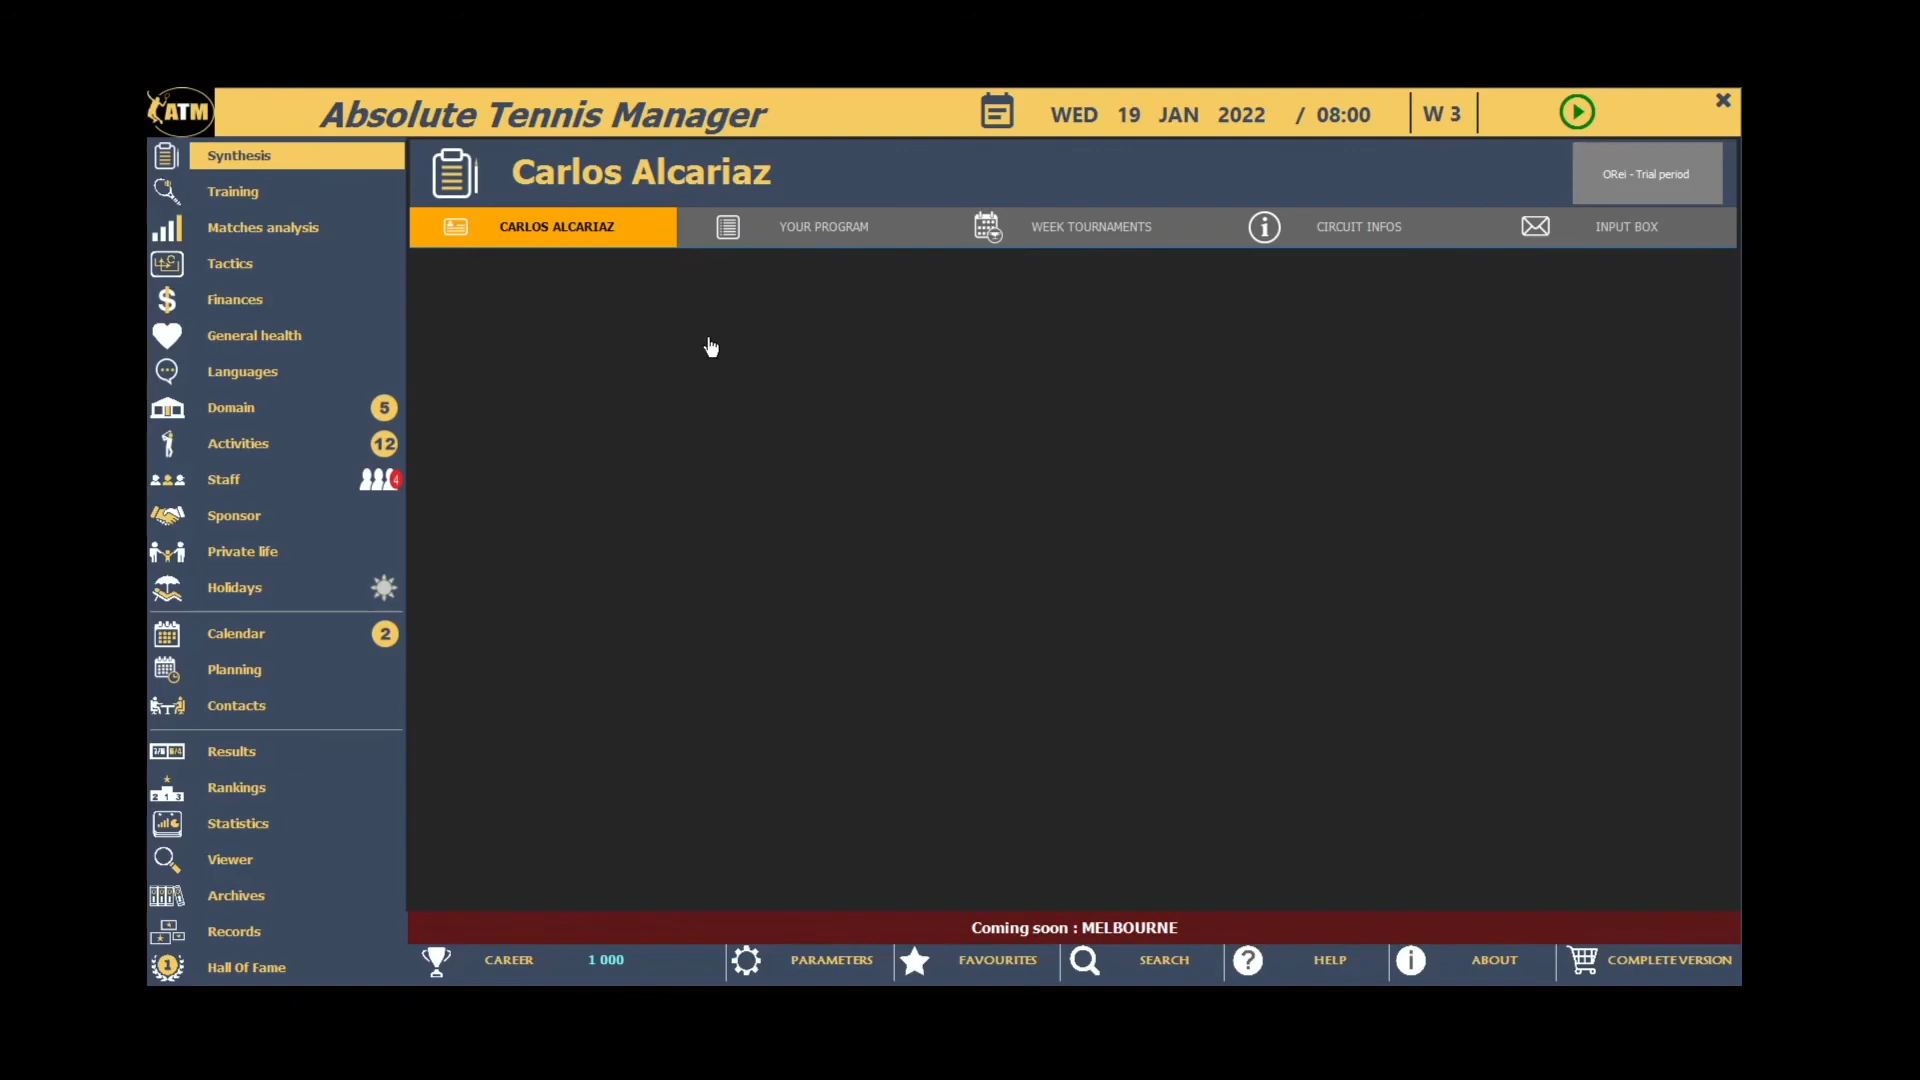 ATM
Absolute Tennis Manager
WED 19 JAN 2022 / 08:00
W 3
Synthesis
Training
Matches analysis
Tactics
Finances
General health
Languages
Domain 5
Activities 12
Staff 4
Sponsor
Private life
Holidays
Calendar 2
Planning
Contacts
Results
Rankings
Statistics
Viewer
Archives
Records
Hall Of Fame
Carlos Alcariaz
ORei - Trial period
CARLOS ALCARIAZ
YOUR PROGRAM
WEEK TOURNAMENTS
CIRCUIT INFOS
INPUT BOX
Coming soon : MELBOURNE
CAREER 1 000
PARAMETERS
FAVOURITES
SEARCH
HELP
ABOUT
COMPLETE VERSION